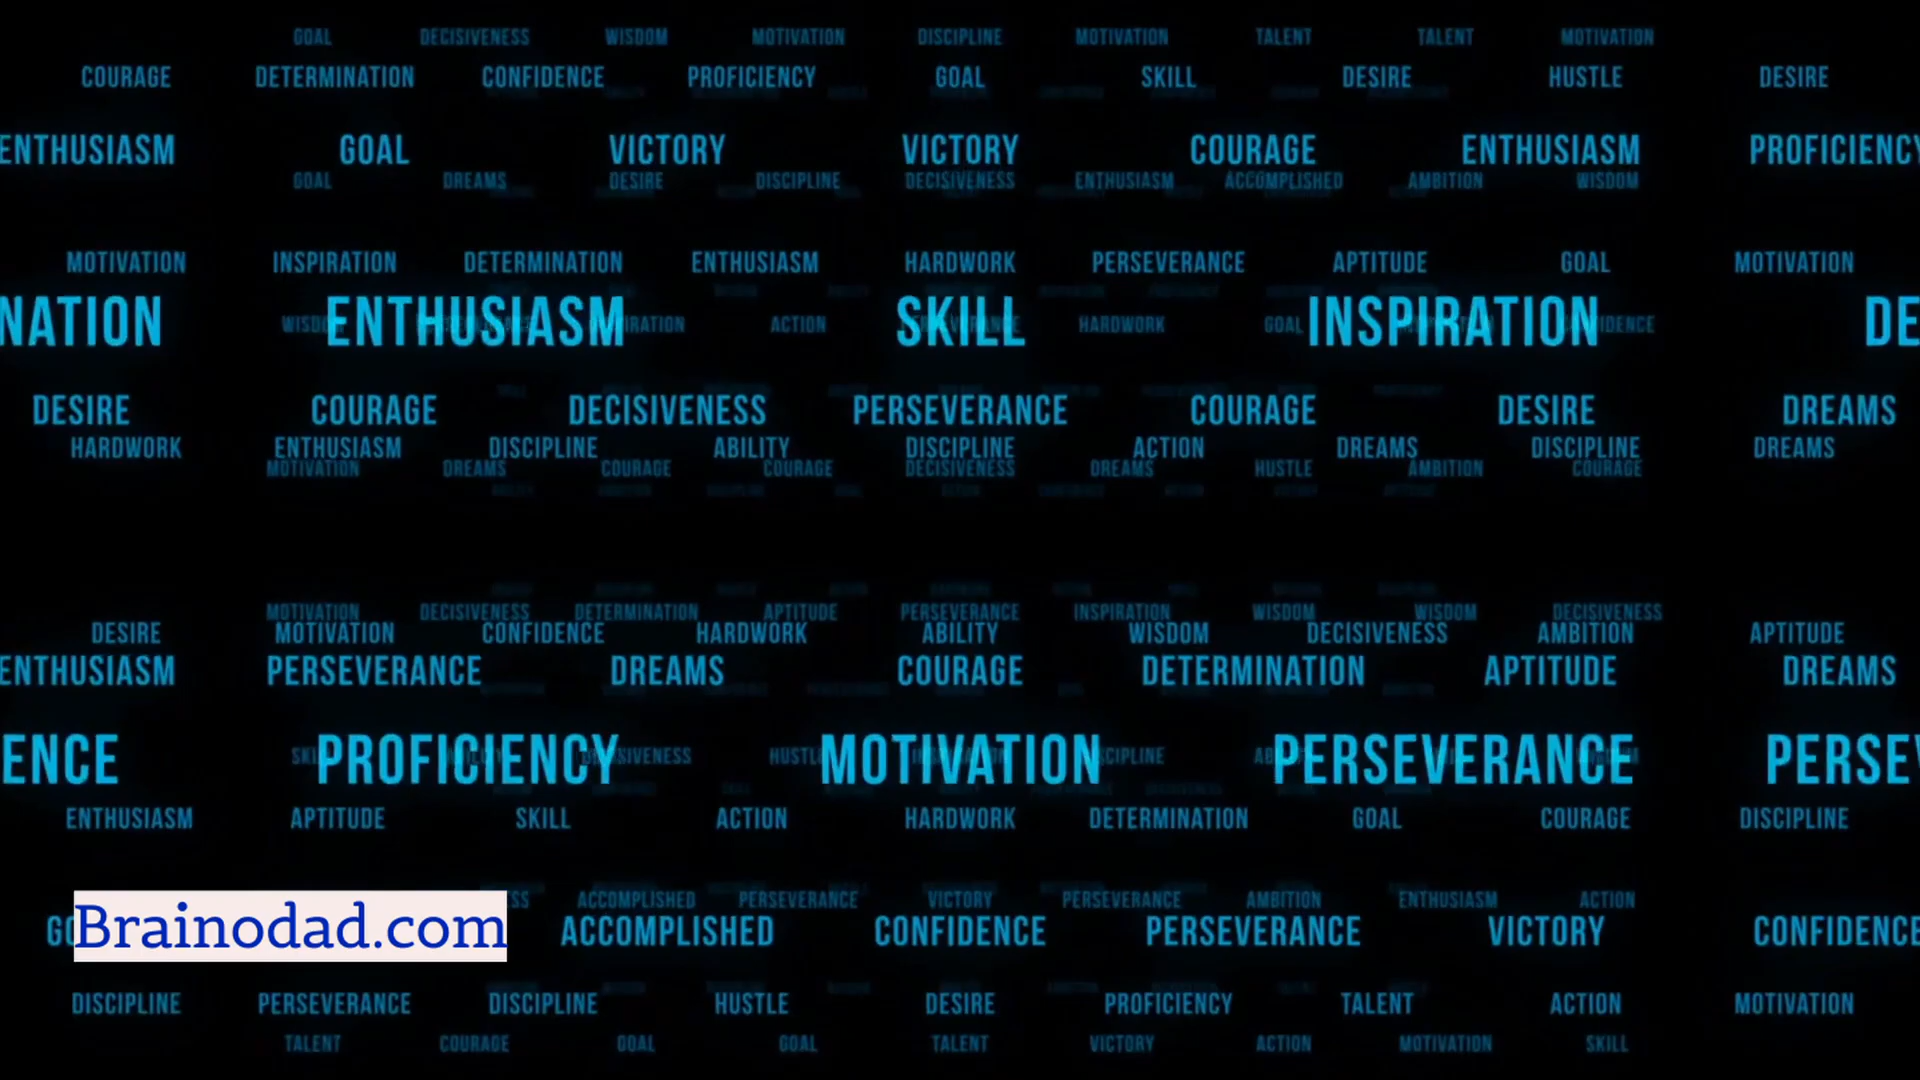 GOAL DECISIVENESS WISDOM MOTIVATION DISCIPLINE MOTIVATION TALENT TALENT MOTIVATION
COURAGE DETERMINATION CONFIDENCE PROFICIENCY GOAL SKILL DESIRE HUSTLE DESIRE
ENTHUSIASM GOAL VICTORY VICTORY COURAGE ENTHUSIASM PROFICIENCY
GOAL DREAMS DESIRE DISCIPLINE DECISIVENESS ENTHUSIASM ACCOMPLISHED AMBITION WISDOM
MOTIVATION INSPIRATION DETERMINATION ENTHUSIASM HARDWORK PERSEVERANCE APTITUDE GOAL MOTIVATION
NATION ENTHUSIASM SKILL INSPIRATION DE
ACTION HARDWORK GOAL
DESIRE COURAGE DECISIVENESS PERSEVERANCE COURAGE DESIRE DREAMS
HARDWORK ENTHUSIASM DISCIPLINE ABILITY DISCIPLINE ACTION DREAMS DISCIPLINE DREAMS
MOTIVATION DREAMS COURAGE COURAGE DECISIVENESS DREAMS HUSTLE AMBITION COURAGE
MOTIVATION DECISIVENESS DETERMINATION APTITUDE PERSEVERANCE INSPIRATION WISDOM WISDOM DECISIVENESS
DESIRE MOTIVATION CONFIDENCE HARDWORK ABILITY WISDOM DECISIVENESS AMBITION APTITUDE
ENTHUSIASM PERSEVERANCE DREAMS COURAGE DETERMINATION APTITUDE DREAMS
ENCE PROFICIENCY MOTIVATION PERSEVERANCE PERSEV
ENTHUSIASM APTITUDE SKILL ACTION HARDWORK DETERMINATION GOAL COURAGE DISCIPLINE
SS ACCOMPLISHED PERSEVERANCE VICTORY PERSEVERANCE AMBITION ENTHUSIASM ACTION
GO Brainodad.com ACCOMPLISHED CONFIDENCE PERSEVERANCE VICTORY CONFIDENCE
DISCIPLINE PERSEVERANCE DISCIPLINE HUSTLE DESIRE PROFICIENCY TALENT ACTION MOTIVATION
TALENT COURAGE GOAL GOAL TALENT VICTORY ACTION MOTIVATION SKILL